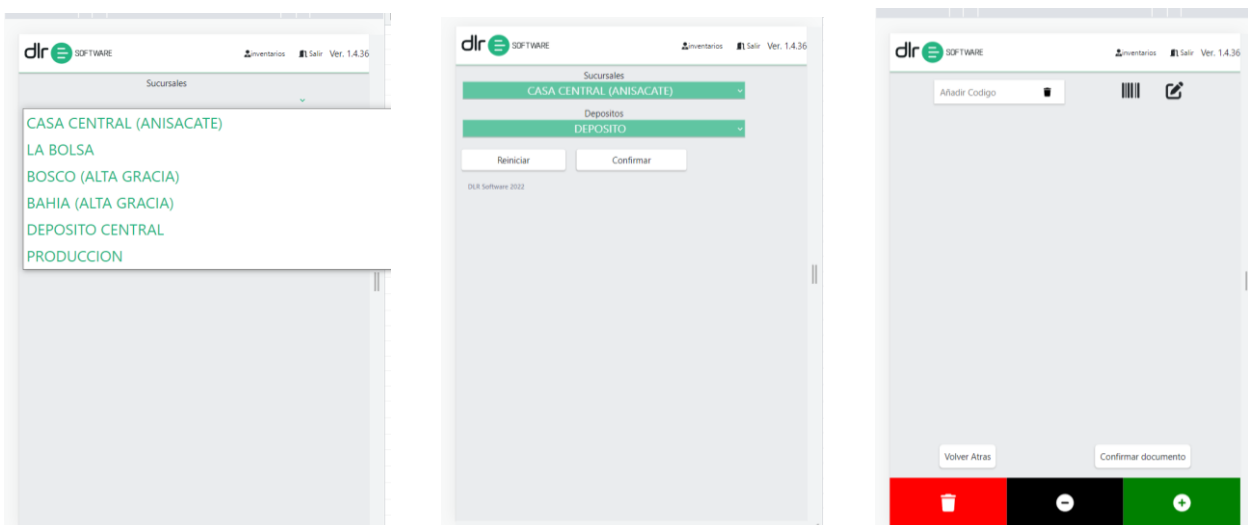 dlr SOFTWARE
inventarios Salir Ver. 1.4.36
Sucursales
CASA CENTRAL (ANISACATE)
LA BOLSA
BOSCO (ALTA GRACIA)
BAHIA (ALTA GRACIA)
DEPOSITO CENTRAL
PRODUCCION
dlr SOFTWARE
inventarios Salir Ver. 1.4.36
Sucursales
CASA CENTRAL (ANISACATE)
Depositos
DEPOSITO
Reiniciar Confirmar
DLR Software 2022
dlr SOFTWARE
inventarios Salir Ver. 1.4.36
Añadir Codigo
Volver Atras Confirmar documento